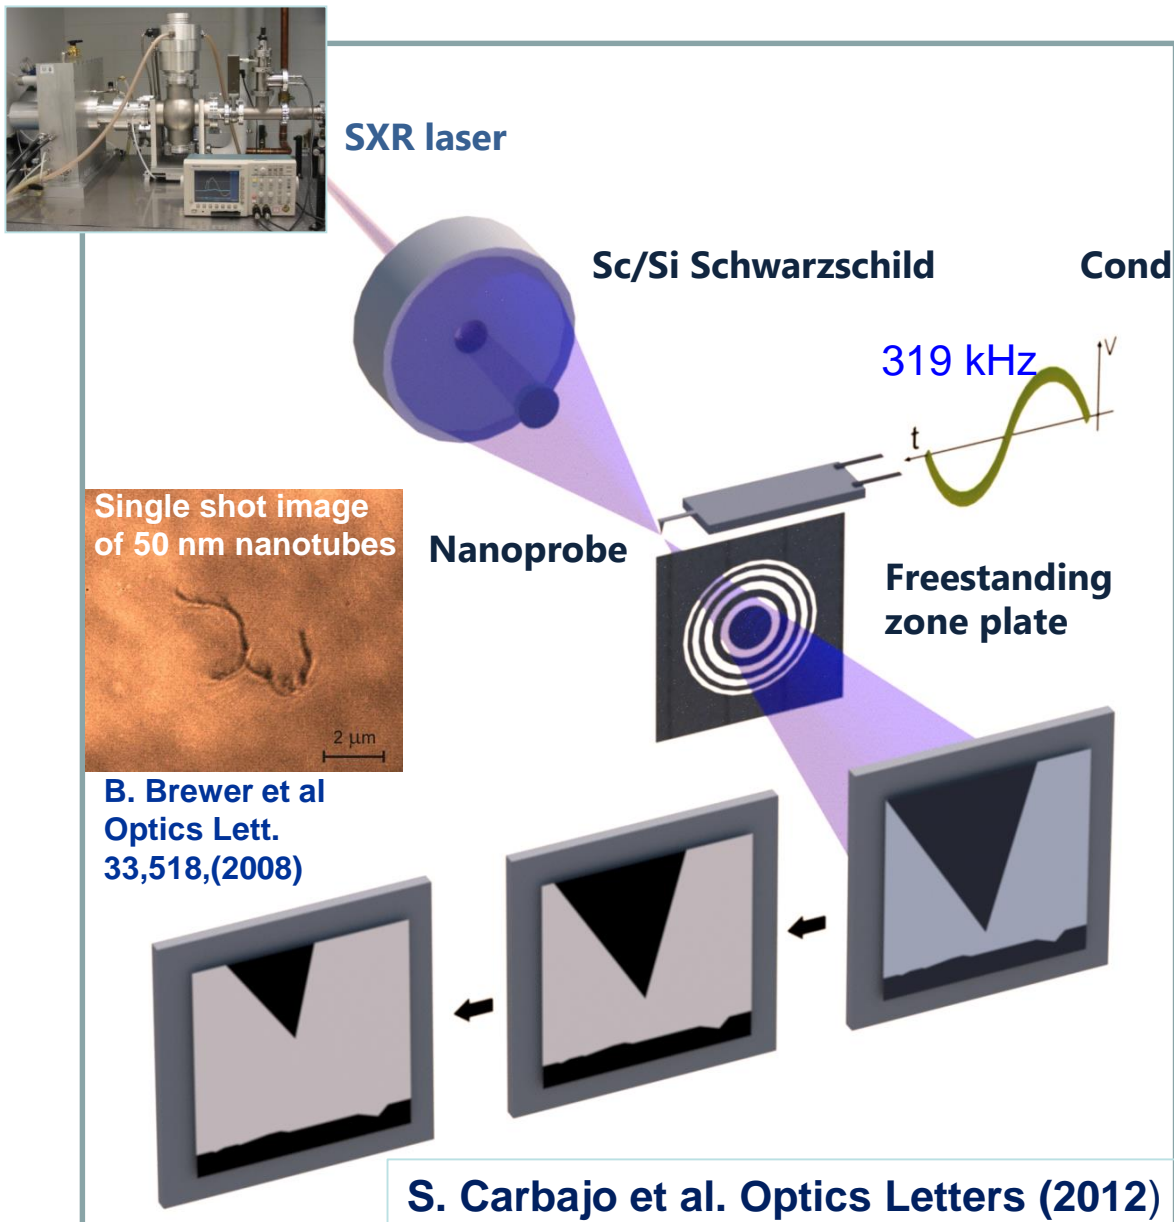 SXR laser
Sc/Si Schwarzschild
Cond
319 kHz
V
t
Single shot image
of 50 nm nanotubes
Nanoprobe
Freestanding
zone plate
2 μm
B. Brewer et al
Optics Lett.
33,518,(2008)
S. Carbajo et al. Optics Letters (2012)